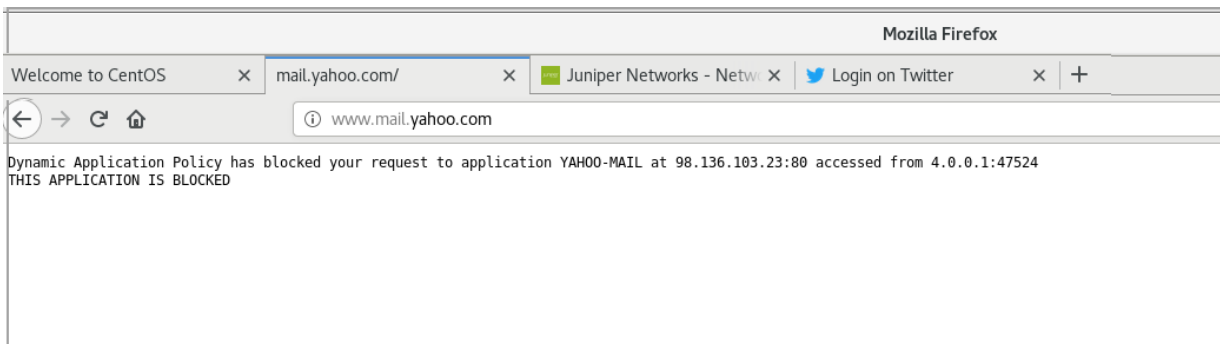 Mozilla Firefox
Welcome to CentOS
mail.yahoo.com/
Juniper Networks - Netw
Login on Twitter
www.mail.yahoo.com
Dynamic Application Policy has blocked your request to application YAHOO-MAIL at 98.136.103.23:80 accessed from 4.0.0.1:47524
THIS APPLICATION IS BLOCKED